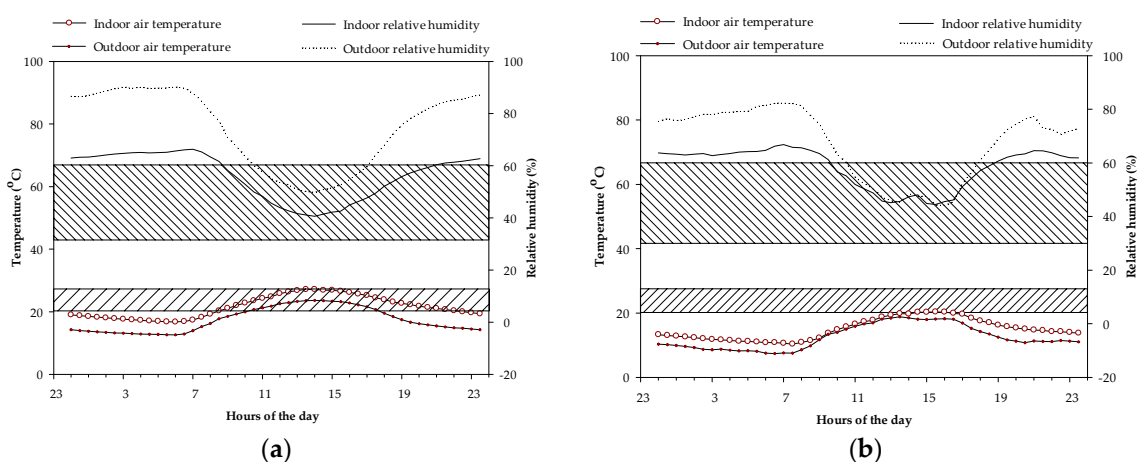 Indoor air temperature
Indoor relative humidity
Outdoor air temperature
Outdoor relative humidity
100
80
60
40
20
0
Temperature (°C)
100
80
60
40
20
0
-20
Relative humidity (%)
23 3 7 11 15 19 23
Hours of the day
(a)
Indoor air temperature
Indoor relative humidity
Outdoor air temperature
Outdoor relative humidity
100
80
60
40
20
0
Temperature (°C)
100
80
60
40
20
0
-20
Relative humidity (%)
23 3 7 11 15 19 23
Hours of the day
(b)